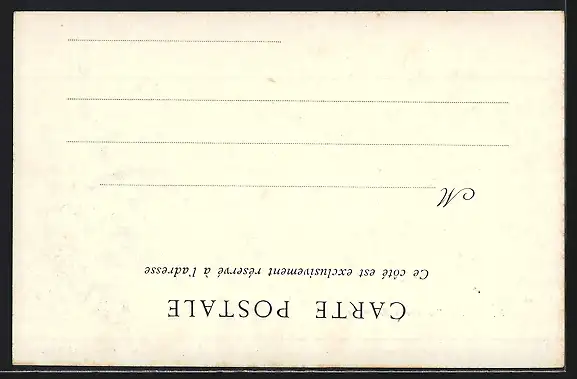 CARTE POSTALE
Ce côté est exclusivement réservé à l'adresse
M